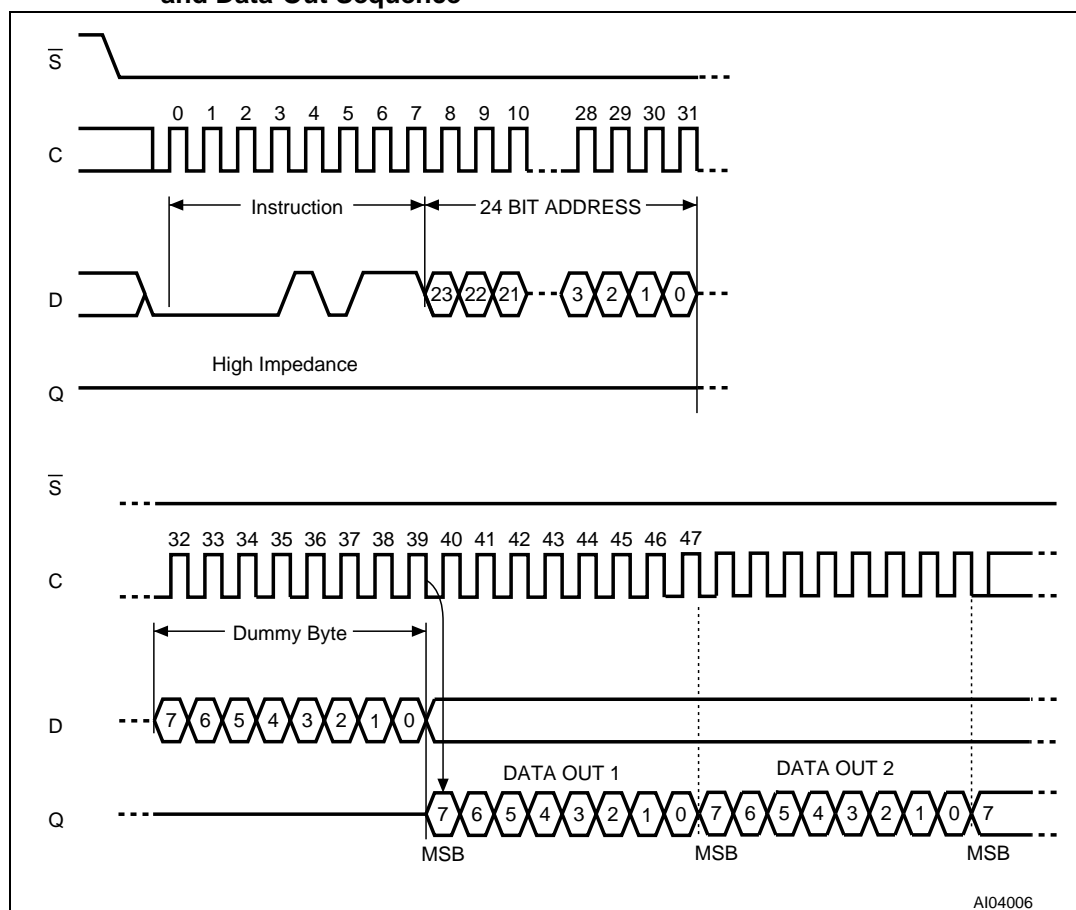 and Data-Out Sequence
S
0 1 2 3 4 5 6 7 8 9 10 28 29 30 31
C
Instruction 24 BIT ADDRESS
D
23 22 21 3 2 1 0
High Impedance
Q
S
32 33 34 35 36 37 38 39 40 41 42 43 44 45 46 47
C
Dummy Byte
D
7 6 5 4 3 2 1 0
DATA OUT 1 DATA OUT 2
Q
7 6 5 4 3 2 1 0 7 6 5 4 3 2 1 0 7
MSB MSB MSB
AI04006